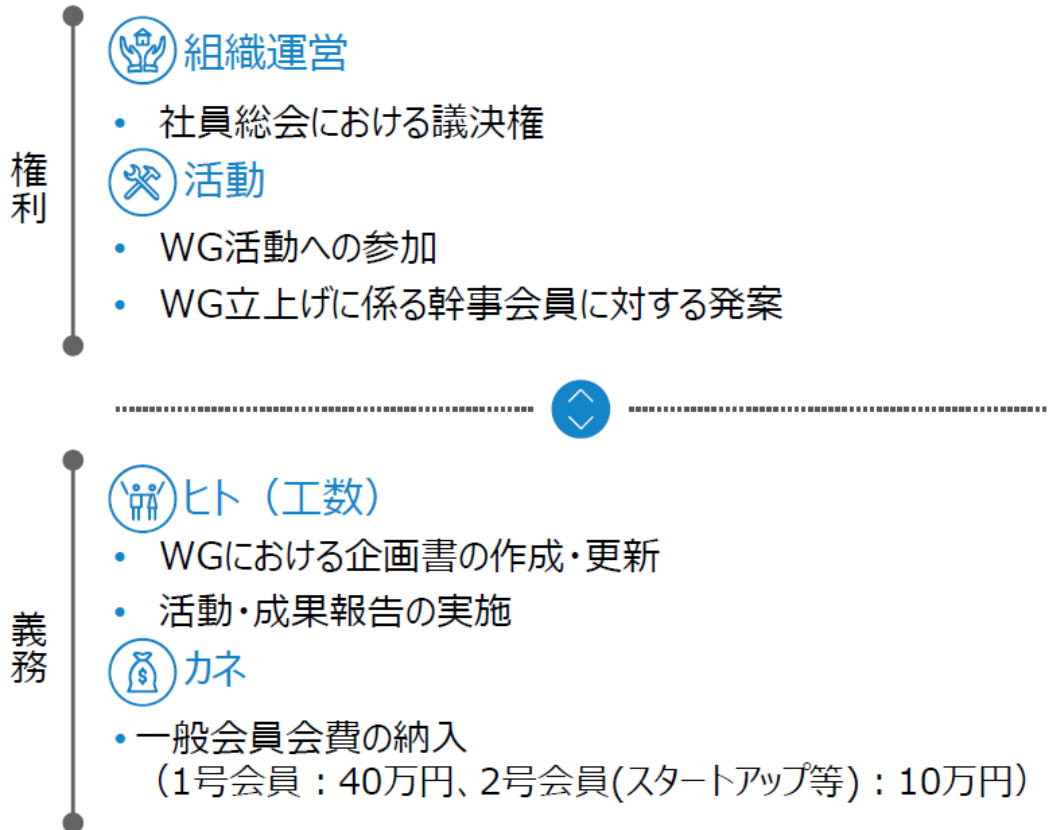 権利
組織運営
• 社員総会における議決権
活動
• WG活動への参加
• WG立上げに係る幹事会員に対する発案
義務
ヒト（工数）
• WGにおける企画書の作成・更新
• 活動・成果報告の実施
$
カネ
• 一般会員会費の納入
（1号会員：40万円、2号会員(スタートアップ等)：10万円）